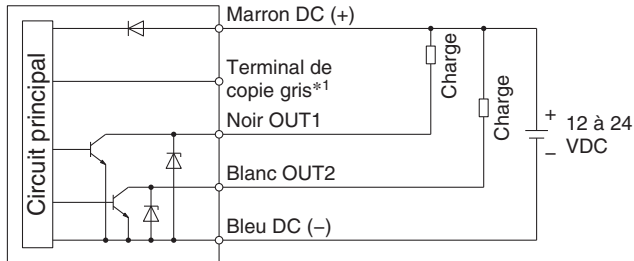 Marron DC (+)
Terminal de
copie gris*1
Noir OUT1
Blanc OUT2
Bleu DC (−)
Circuit principal
Charge
Charge
+
12 à 24
VDC
−